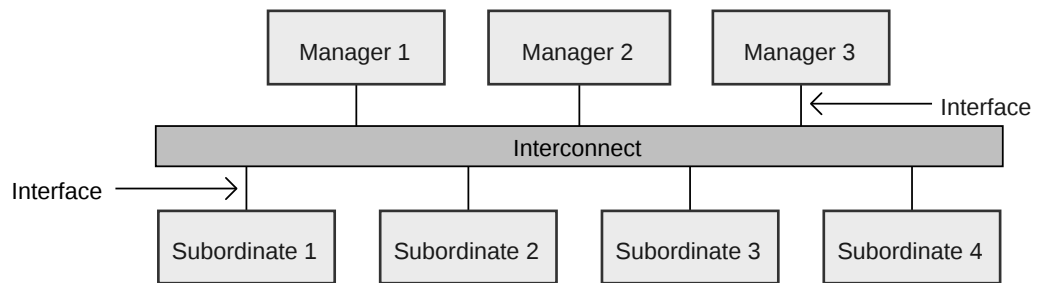 Manager 1
Manager 2
Manager 3
Interface
Interconnect
Interface
Subordinate 1
Subordinate 2
Subordinate 3
Subordinate 4